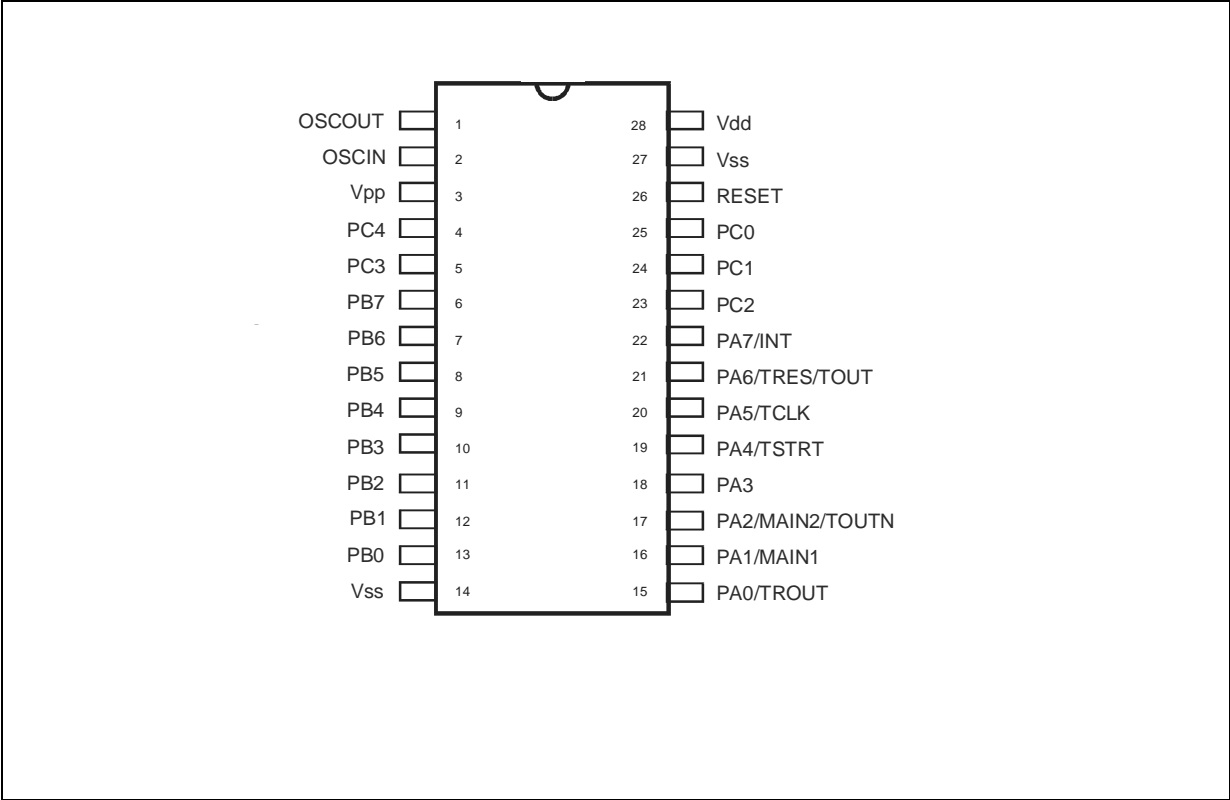 OSCOUT 1 28 Vdd
OSCIN 2 27 Vss
Vpp 3 26 RESET
PC4 4 25 PC0
PC3 5 24 PC1
PB7 6 23 PC2
PB6 7 22 PA7/INT
PB5 8 21 PA6/TRES/TOUT
PB4 9 20 PA5/TCLK
PB3 10 19 PA4/TSTRT
PB2 11 18 PA3
PB1 12 17 PA2/MAIN2/TOUTN
PB0 13 16 PA1/MAIN1
Vss 14 15 PA0/TROUT